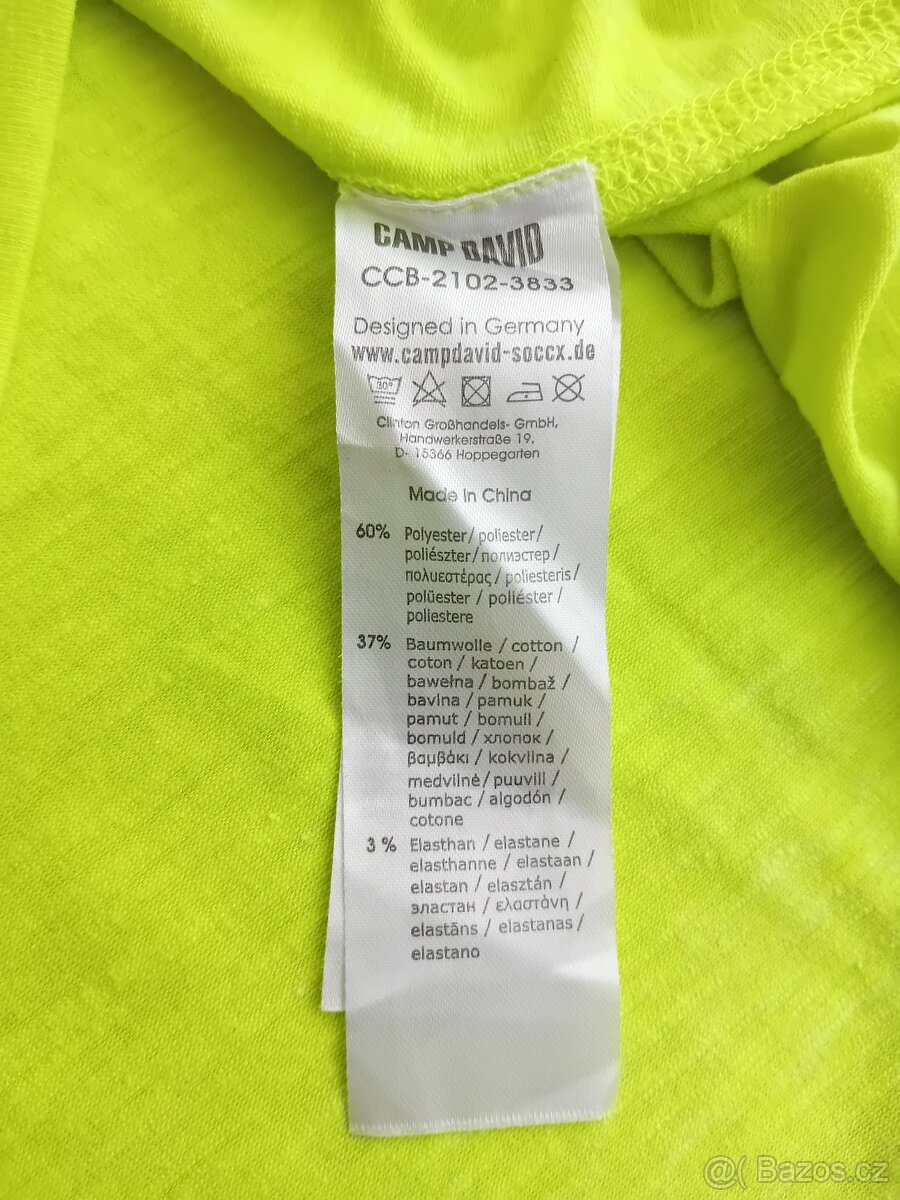 CAMP DAVID
CCB-2102-3833
Designed in Germany
www.campdavid-soccx.de
30°
Clinton Großhandels- GmbH,
Handwerkerstraße 19,
D- 15366 Hoppegarten
Made in China
60% Polyester/ poliester/
poliészter/ полиэстер/
πολυεστέρας/ poliesteris/
polüester / poliéster /
poliestere
37% Baumwolle / cotton /
coton / katoen /
bawełna / bombaž /
bavlna / pamuk /
pamut / bomull /
bomuld / хлопок /
βαμβάκι / kokvilna /
medvilnė/ puuvill /
bumbac / algodón /
cotone
3 % Elasthan / elastane /
elasthanne / elastaan /
elastan / elasztán /
эластан / ελαστάνη /
elastāns / elastanas /
elastano
@( Bazos.cz